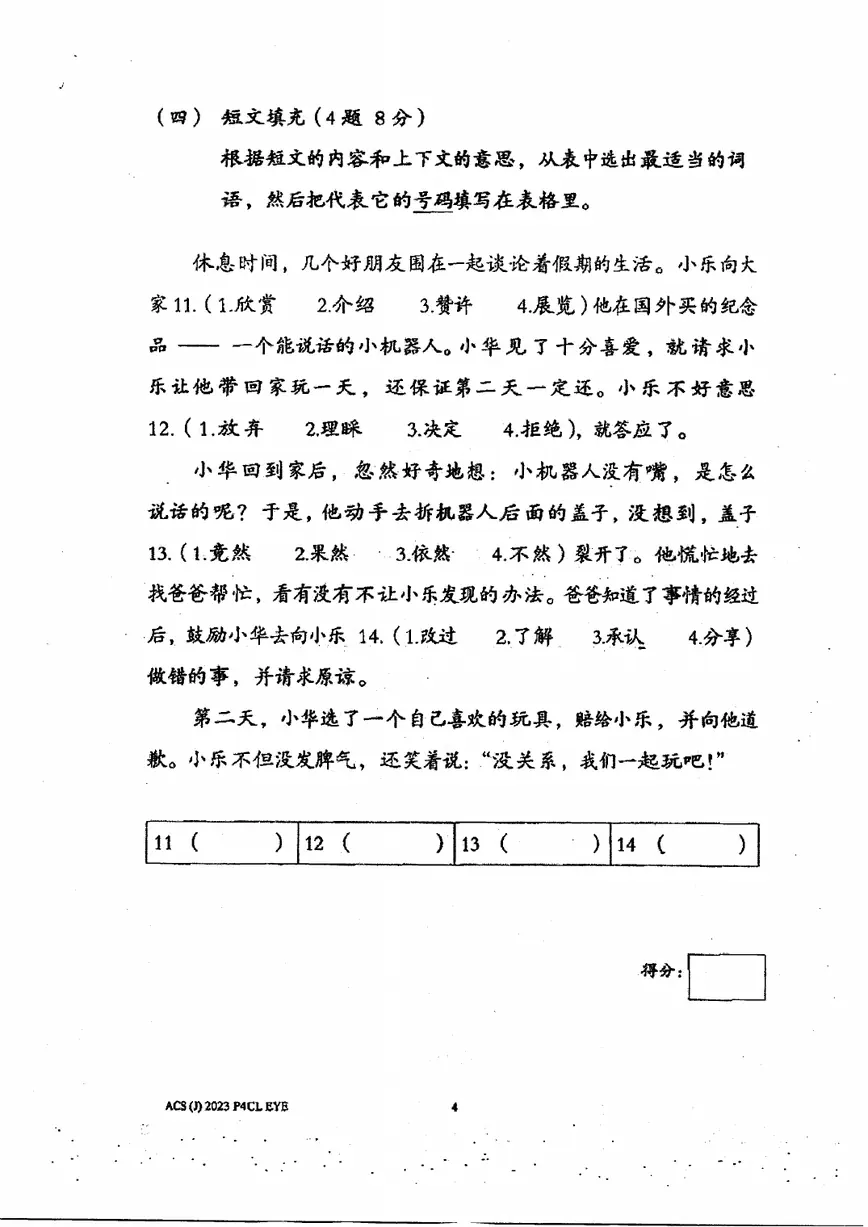 （四） 短文填充（4题 8分）
根据短文的内容和上下文的意思，从表中选出最适当的词
语，然后把代表它的号码填写在表格里。
休息时间，几个好朋友围在一起谈论着假期的生活。小乐向大
家 11.（1.欣赏 2.介绍 3.赞许 4.展览）他在国外买的纪念
品 —— 一个能说话的小机器人。小华见了十分喜爱，就请求小
乐让他带回家玩一天，还保证第二天一定还。小乐不好意思
12.（1.放弃 2.理睬 3.决定 4.拒绝），就答应了。
小华回到家后，忽然好奇地想：小机器人没有嘴，是怎么
说话的呢？于是，他动手去拆机器人后面的盖子，没想到，盖子
13.（1.竟然 2.果然 3.依然 4.不然）裂开了。他慌忙地去
找爸爸帮忙，看有没有不让小乐发现的办法。爸爸知道了事情的经过
后，鼓励小华去向小乐 14.（1.改过 2.了解 3.承认 4.分享）
做错的事，并请求原谅。
第二天，小华选了一个自己喜欢的玩具，赔给小乐，并向他道
歉。小乐不但没发脾气，还笑着说：“没关系，我们一起玩吧！”
11 （ ） 12 （ ） 13 （ ） 14 （ ）
得分：
ACS (J) 2023 P4CL EYE 4